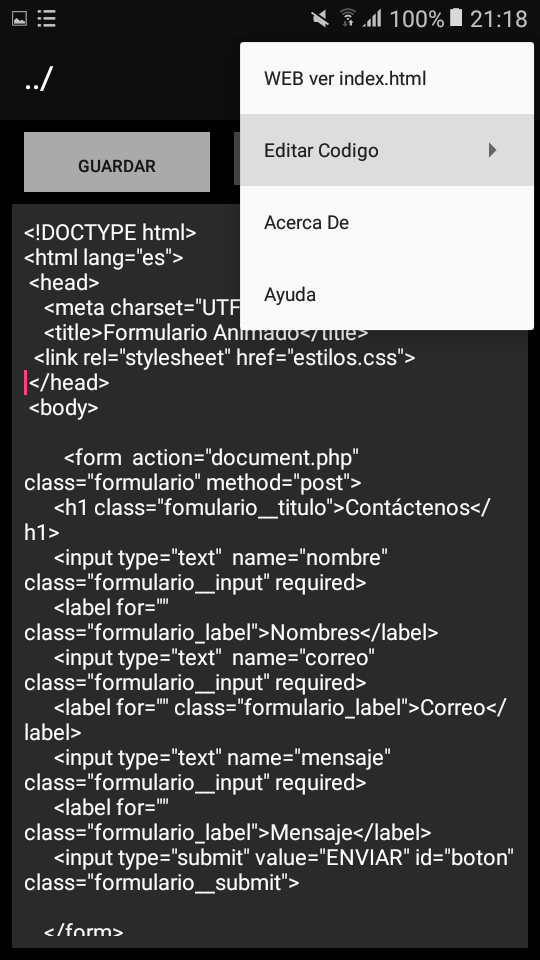 100% 21:18
../
WEB ver index.html
Editar Codigo
Acerca De
Ayuda
GUARDAR
<!DOCTYPE html>
<html lang="es">
<head>
<meta charset="UTF
<title>Formulario Animado</title>
<link rel="stylesheet" href="estilos.css">
</head>
<body>
<form  action="document.php"
class="formulario" method="post">
<h1 class="fomulario__titulo">Contáctenos</
h1>
<input type="text"  name="nombre"
class="formulario__input" required>
<label for=""
class="formulario_label">Nombres</label>
<input type="text"  name="correo"
class="formulario__input" required>
<label for="" class="formulario_label">Correo</
label>
<input type="text" name="mensaje"
class="formulario__input" required>
<label for=""
class="formulario_label">Mensaje</label>
<input type="submit" value="ENVIAR" id="boton"
class="formulario__submit">
</form>